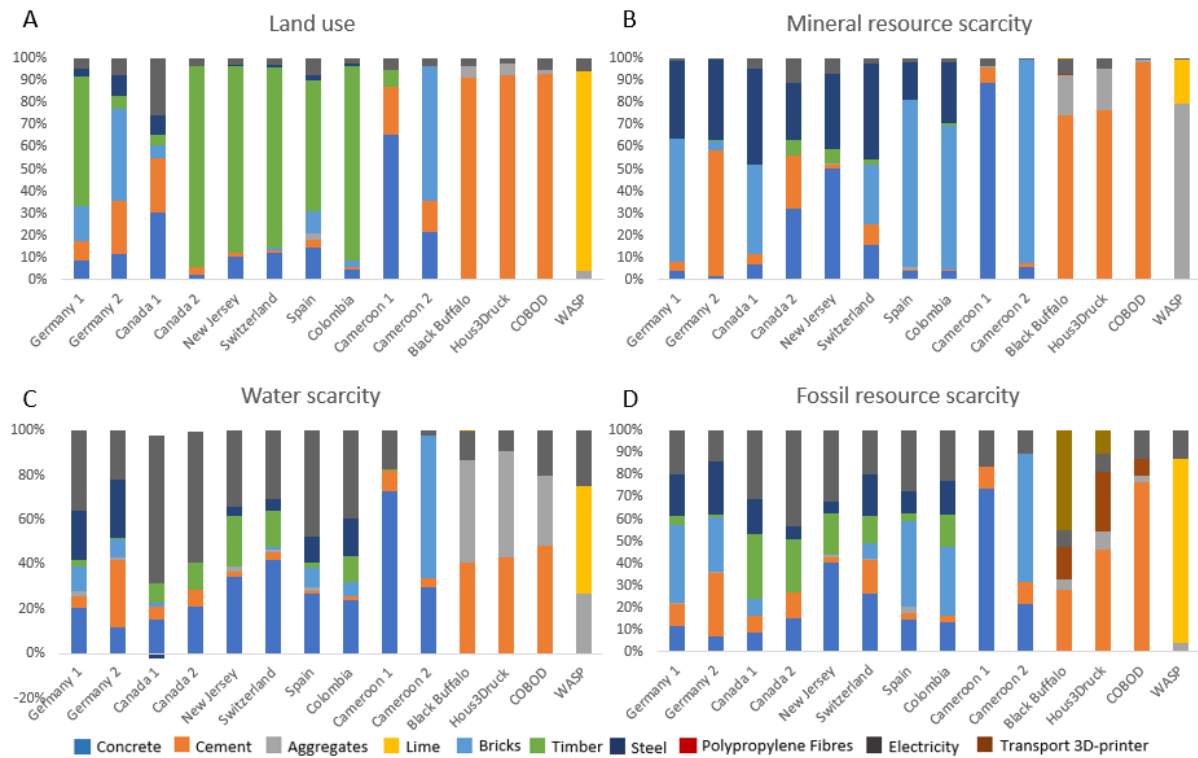 A Land use
B Mineral resource scarcity
100%
90%
80%
70%
60%
50%
40%
30%
20%
10%
0%
Germany 1
Germany 2
Canada 1
Canada 2
New Jersey
Switzerland
Spain
Colombia
Cameroon 1
Cameroon 2
Black Buffalo
Hous3Druck
COBOD
WASP
100%
90%
80%
70%
60%
50%
40%
30%
20%
10%
0%
Germany 1
Germany 2
Canada 1
Canada 2
New Jersey
Switzerland
Spain
Colombia
Cameroon 1
Cameroon 2
Black Buffalo
Hous3Druck
COBOD
WASP
C Water scarcity
D Fossil resource scarcity
100%
80%
60%
40%
20%
0%
-20%
Germany 1
Germany 2
Canada 1
Canada 2
New Jersey
Switzerland
Spain
Colombia
Cameroon 1
Cameroon 2
Black Buffalo
Hous3Druck
COBOD
WASP
100%
90%
80%
70%
60%
50%
40%
30%
20%
10%
0%
Germany 1
Germany 2
Canada 1
Canada 2
New Jersey
Switzerland
Spain
Colombia
Cameroon 1
Cameroon 2
Black Buffalo
Hous3Druck
COBOD
WASP
Concrete Cement Aggregates Lime Bricks Timber Steel Polypropylene Fibres Electricity Transport 3D-printer